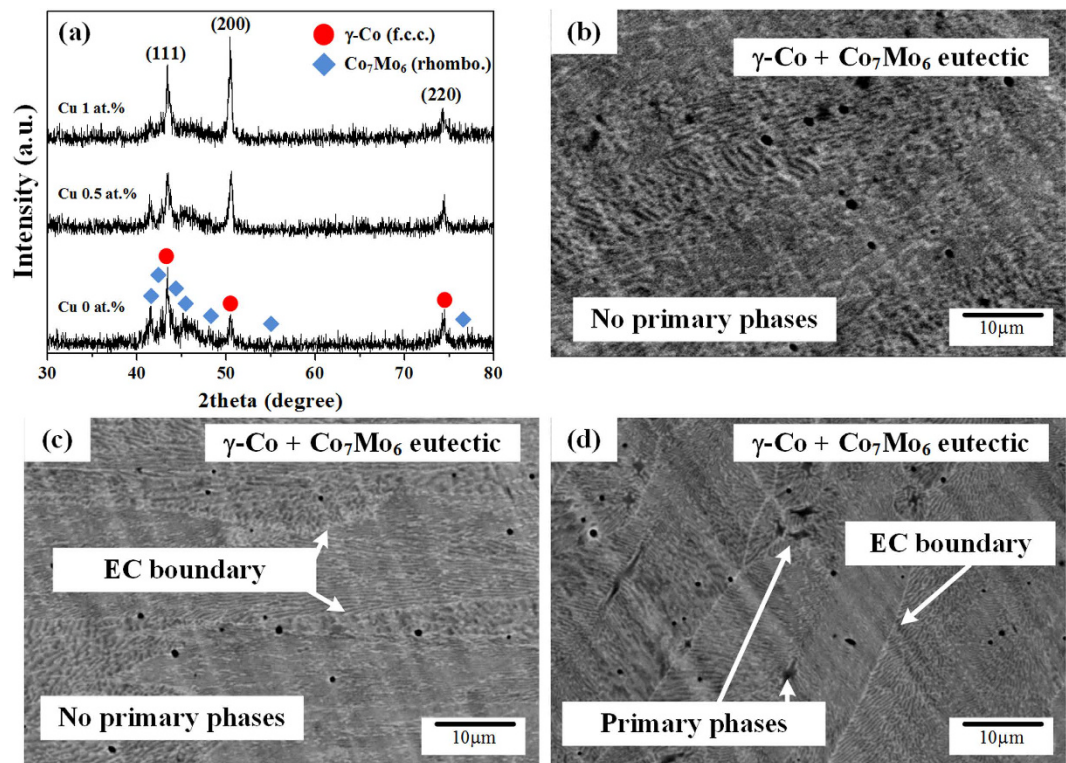 (a)
(111)
(200)
(220)
γ-Co (f.c.c.)
Co₇Mo₆ (rhombo.)
Cu 1 at.%
Cu 0.5 at.%
Cu 0 at.%
Intensity (a.u.)
30 40 50 60 70 80
2theta (degree)
(b)
γ-Co + Co₇Mo₆ eutectic
No primary phases
10μm
(c)
γ-Co + Co₇Mo₆ eutectic
EC boundary
No primary phases
10μm
(d)
γ-Co + Co₇Mo₆ eutectic
EC boundary
Primary phases
10μm